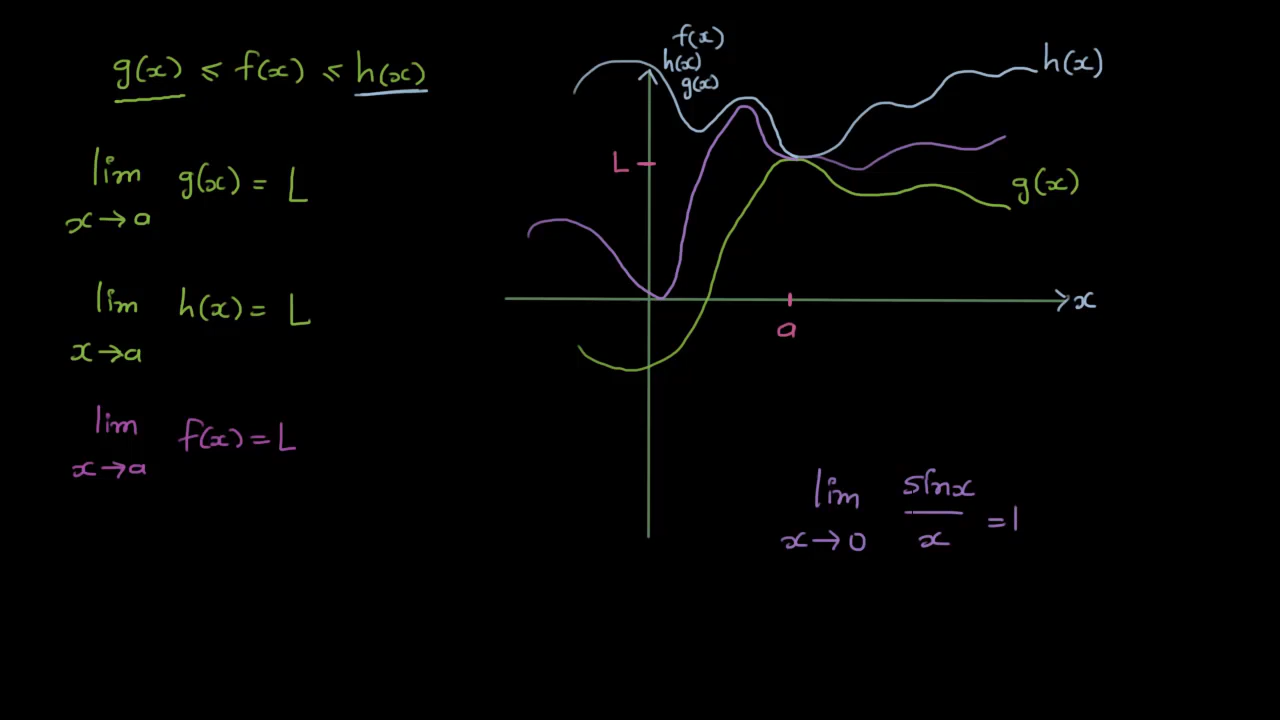 g(x) ⩽ f(x) ⩽ h(x)
lim g(x) = L
x→a
lim h(x) = L
x→a
lim f(x) = L
x→a
f(x)
h(x)
g(x)
h(x)
L
g(x)
x
a
lim sinx
x→0 x = 1